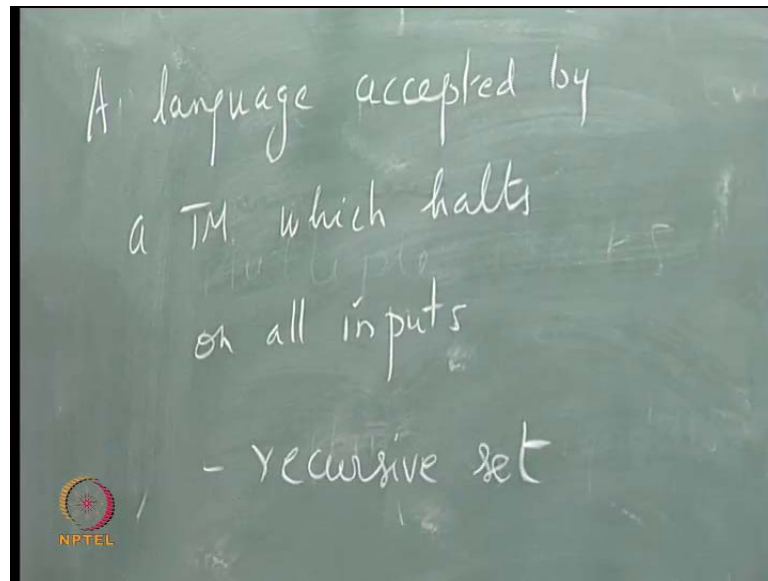 A language accepted by
a TM which halts
on all inputs
- recursive set
NPTEL